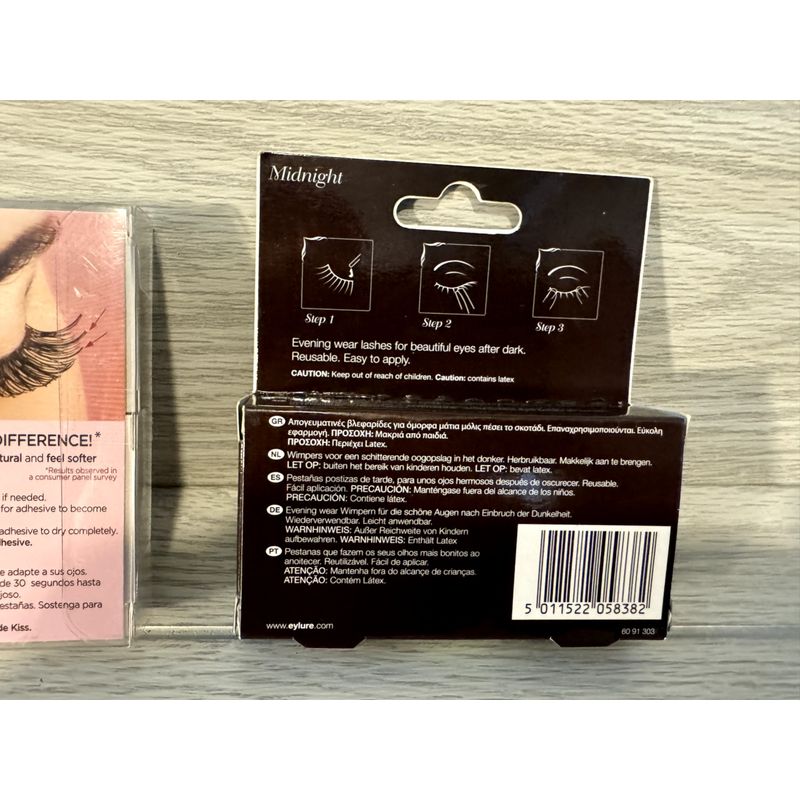 DIFFERENCE!*
tural and feel softer
*Results observed in
a consumer panel survey
if needed.
for adhesive to become
adhesive to dry completely.
hesive.
e adapte a sus ojos.
de 30 segundos hasta
joso.
estañas. Sostenga para
de Kiss.
Midnight
Step 1
Step 2
Step 3
Evening wear lashes for beautiful eyes after dark.
Reusable. Easy to apply.
CAUTION: Keep out of reach of children. Caution: contains latex
GR Απογευματινές βλεφαρίδες για όμορφα μάτια μόλις πέσει το σκοτάδι. Επαναχρησιμοποιούνται. Εύκολη
εφαρμογή. ΠΡΟΣΟΧΗ: Μακριά από παιδιά.
ΠΡΟΣΟΧΗ: Περιέχει Latex.
NL Wimpers voor een schitterende oogopslag in het donker. Herbruikbaar. Makkelijk aan te brengen.
LET OP: buiten het bereik van kinderen houden. LET OP: bevat latex.
ES Pestañas postizas de tarde, para unos ojos hermosos después de oscurecer. Reusable.
Fácil aplicación. PRECAUCIÓN: Manténgase fuera del alcance de los niños.
PRECAUCIÓN: Contiene látex.
DE Evening wear Wimpern für die schöne Augen nach Einbruch der Dunkelheit.
Wiederverwendbar. Leicht anwendbar.
WARNHINWEIS: Außer Reichweite von Kindern
aufbewahren. WARNHINWEIS: Enthält Latex
PT Pestanas que fazem os seus olhos mais bonitos ao
anoitecer. Reutilizável. Fácil de aplicar.
ATENÇÃO: Mantenha fora do alcance de crianças.
ATENÇÃO: Contém Látex.
5 011522 058382
www.eylure.com
60 91 303